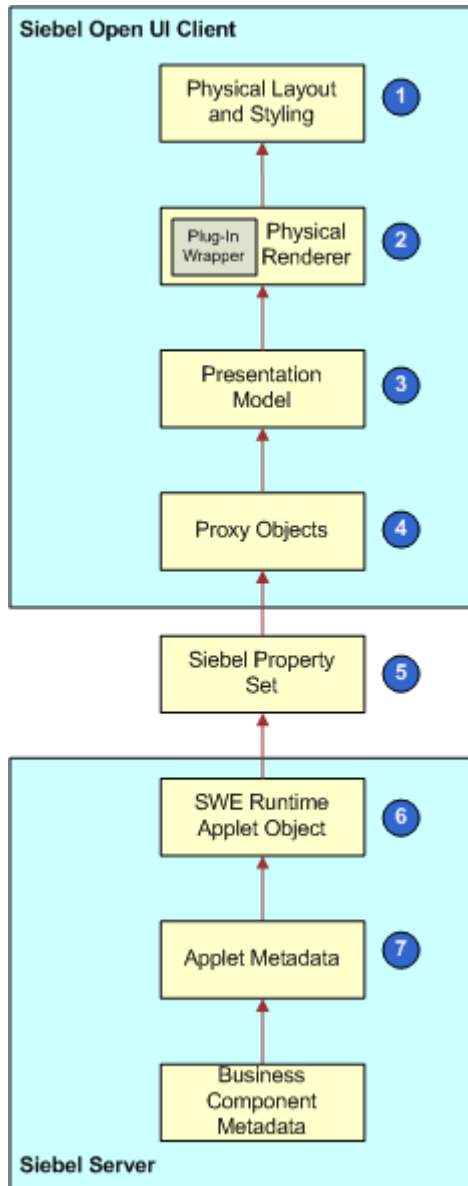 Siebel Open UI Client
Physical Layout
and Styling
1
Plug-In
Wrapper
Physical
Renderer
2
Presentation
Model
3
Proxy Objects
4
Siebel Property
Set
5
SWE Runtime
Applet Object
6
Applet Metadata
7
Business
Component
Metadata
Siebel Server